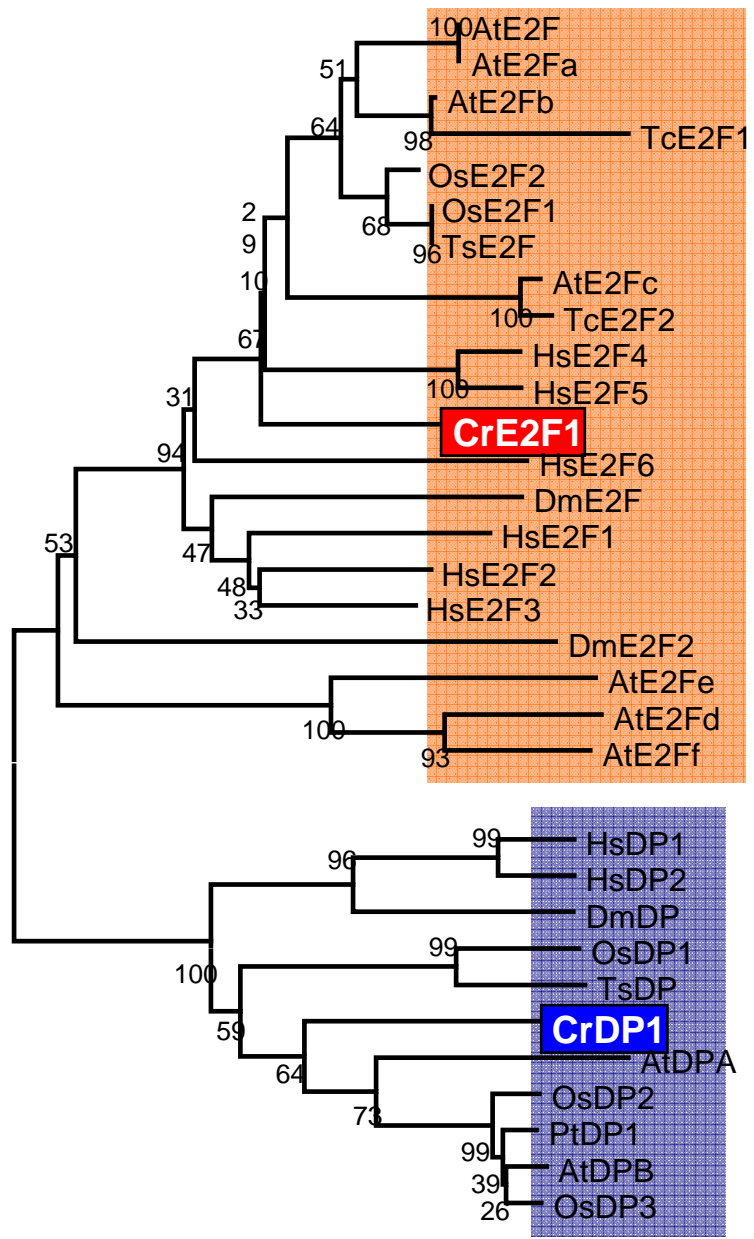 100 AtE2F
51
AtE2Fa
AtE2Fb
64
98
TcE2F1
OsE2F2
2
68
OsE2F1
9
96
TsE2F
10
AtE2Fc
100
TcE2F2
67
HsE2F4
100
HsE2F5
31
CrE2F1
94
HsE2F6
DmE2F
HsE2F1
53
47
HsE2F2
48
33
HsE2F3
DmE2F2
AtE2Fe
100
AtE2Fd
93
AtE2Ff
99
HsDP1
96
HsDP2
DmDP
99
OsDP1
100
TsDP
59
CrDP1
64
AtDPA
OsDP2
73
PtDP1
99
AtDPB
39
26
OsDP3